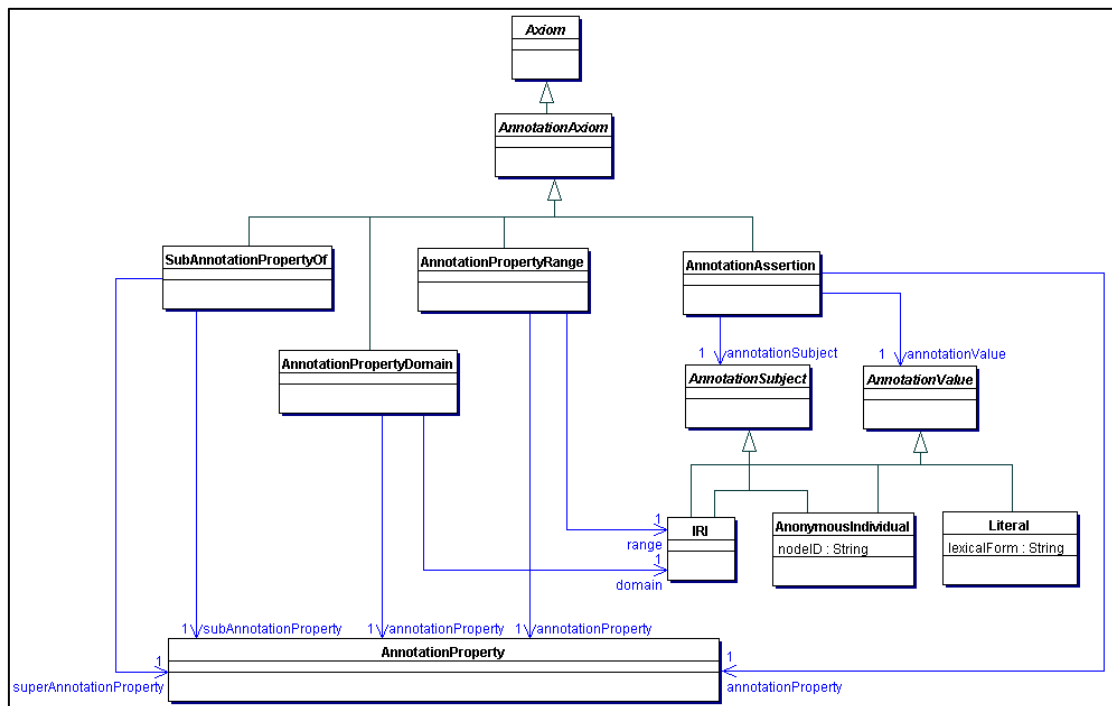 Axiom
AnnotationAxiom
SubAnnotationPropertyOf
AnnotationPropertyRange
AnnotationAssertion
1 annotationSubject
1 annotationValue
AnnotationPropertyDomain
AnnotationSubject
AnnotationValue
1
range
IRI
AnonymousIndividual
nodeID : String
Literal
lexicalForm : String
1
domain
1 subAnnotationProperty
1 annotationProperty
1 annotationProperty
AnnotationProperty
1
superAnnotationProperty
1
annotationProperty